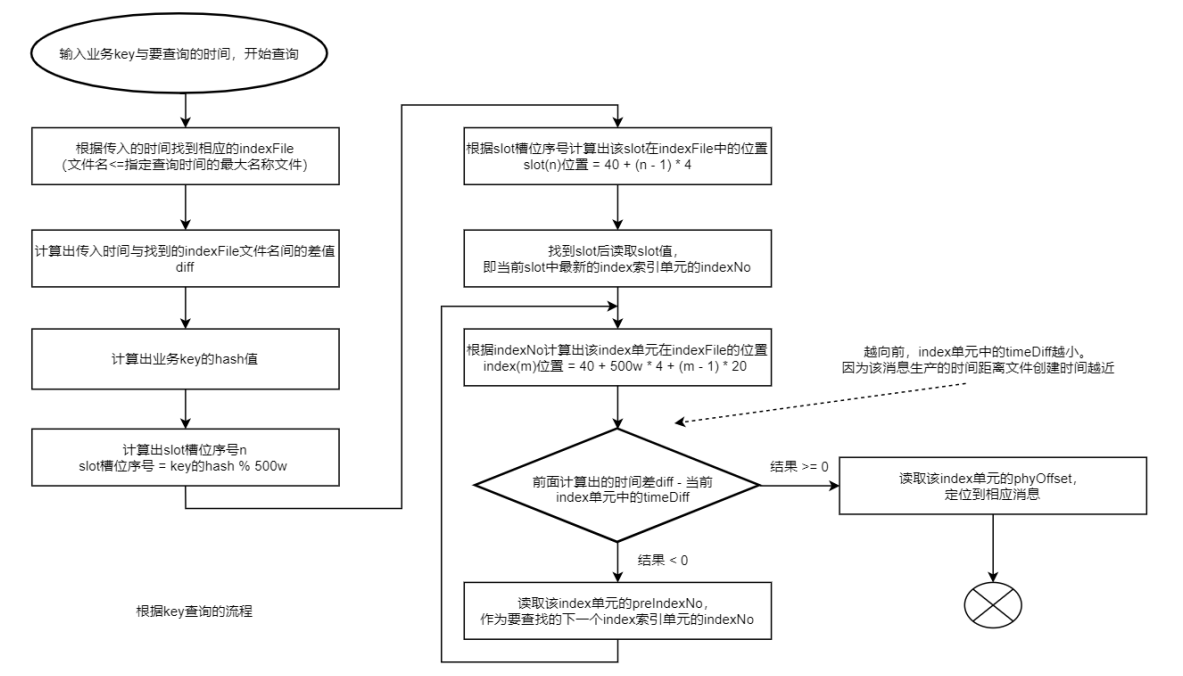 输入业务key与要查询的时间，开始查询
根据传入的时间找到相应的indexFile
(文件名<=指定查询时间的最大名称文件)
计算出传入时间与找到的indexFile文件名间的差值
diff
计算出业务key的hash值
计算出slot槽位序号n
slot槽位序号 = key的hash % 500w
根据slot槽位序号计算出该slot在indexFile中的位置
slot(n)位置 = 40 + (n - 1) * 4
找到slot后读取slot值，
即当前slot中最新的index索引单元的indexNo
根据indexNo计算出该index单元在indexFile的位置
index(m)位置 = 40 + 500w * 4 + (m - 1) * 20
越向前，index单元中的timeDiff越小。
因为该消息生产的时间距离文件创建时间越近
前面计算出的时间差diff - 当前
index单元中的timeDiff
结果 >= 0
读取该index单元的phyOffset，
定位到相应消息
结果 < 0
读取该index单元的preIndexNo，
作为要查找的下一个index索引单元的indexNo
根据key查询的流程